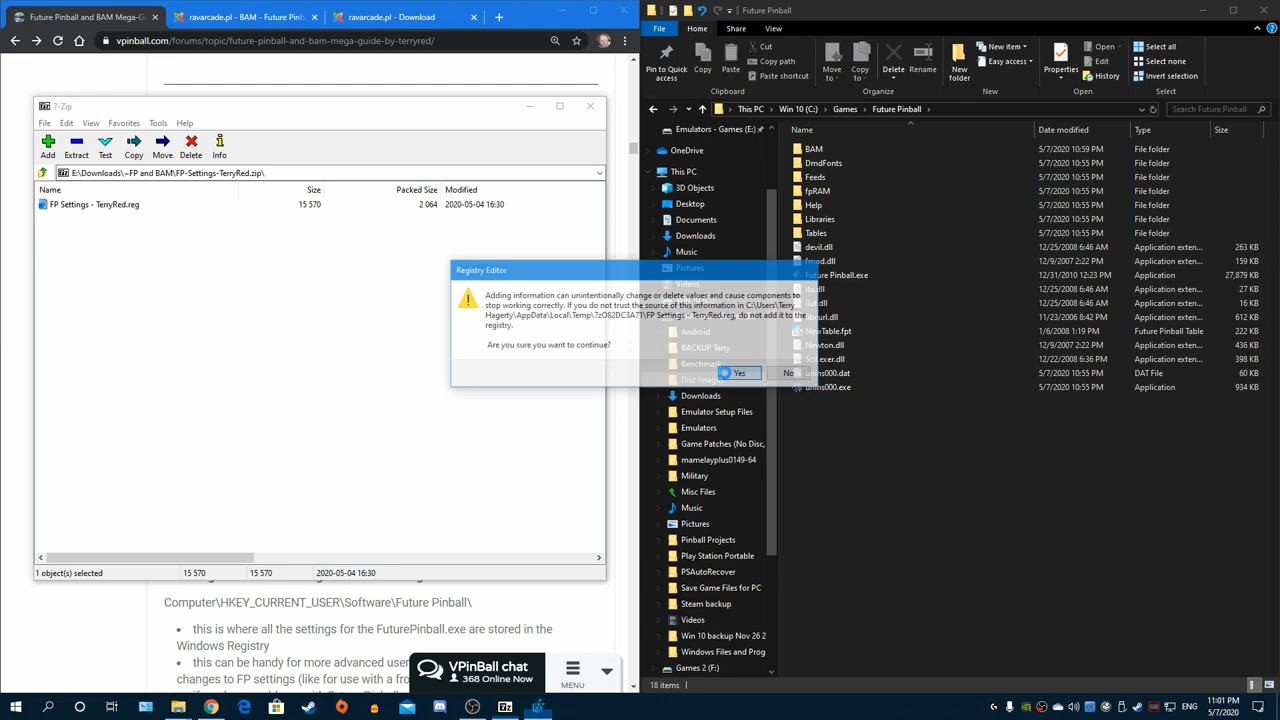 Future Pinball and BAM Mega-G
ravarcade.pl - BAM - Future Pinb
ravarcade.pl - Download
vpinball.com/forums/topic/future-pinball-and-bam-mega-guide-by-terryred/
7-Zip
File Edit View Favorites Tools Help
Add Extract Test Copy Move Delete Info
E:\Downloads\~FP and BAM\FP-Settings-TerryRed.zip\
Name Size Packed Size Modified
FP Settings - TerryRed.reg 15 570 2 064 2020-05-04 16:30
1 object(s) selected 15 570 15 570 2020-05-04 16:30
Computer\HKEY_CURRENT_USER\Software\Future Pinball\
• this is where all the settings for the FuturePinball.exe are stored in the
Windows Registry
• this can be handy for more advanced user
changes to FP settings (like for use with a fro
VPinBall chat
368 Online Now
MENU
Registry Editor
Adding information can unintentionally change or delete values and cause components to
stop working correctly. If you do not trust the source of this information in C:\Users\Terry
Hagerty\AppData\Local\Temp\7zO82DC3A71\FP Settings - TerryRed.reg, do not add it to the
registry.
Are you sure you want to continue?
Yes No
Future Pinball
File Home Share View
Pin to Quick
access
Copy
Paste
Cut
Copy path
Paste shortcut
Clipboard
Move
to
Copy
to
Delete
Rename
Organize
New
folder
New item
Easy access
New
Properties
Open
Edit
History
Open
Select all
Select none
Invert selection
Select
This PC Win 10 (C:) Games Future Pinball
Search Future Pinball
Emulators - Games (E:)
OneDrive
This PC
3D Objects
Desktop
Documents
Downloads
Music
Pictures
Videos
Android
BACKUP Terry
Benchmark
Disc Images
Downloads
Emulator Setup Files
Emulators
Game Patches (No Disc,
mamelayplus0149-64
Military
Misc Files
Music
Pictures
Pinball Projects
Play Station Portable
PSAutoRecover
Save Game Files for PC
Steam backup
Videos
Win 10 backup Nov 26 2
Windows Files and Prog
Games 2 (F:)
Name Date modified Type Size
BAM 5/7/2020 10:59 PM File folder
DmdFonts 5/7/2020 10:55 PM File folder
Feeds 5/7/2020 10:55 PM File folder
fpRAM 5/7/2020 10:55 PM File folder
Help 5/7/2020 10:55 PM File folder
Libraries 5/7/2020 10:55 PM File folder
Tables 5/7/2020 10:55 PM File folder
devil.dll 12/25/2008 6:46 AM Application exten... 263 KB
fmod.dll 12/9/2007 2:22 PM Application exten... 159 KB
Future Pinball.exe 12/31/2010 12:23 PM Application 27,079 KB
ilu.dll 12/25/2008 6:46 AM Application exten... 37 KB
ilut.dll 12/25/2008 6:46 AM Application exten... 16 KB
libcurl.dll 11/23/2006 8:42 PM Application exten... 612 KB
NewTable.fpt 1/6/2008 1:19 PM Future Pinball Table 222 KB
Newton.dll 12/9/2007 2:22 PM Application exten... 436 KB
12/22/2008 6:36 PM Application exten... 398 KB
unins000.dat 5/7/2020 10:55 PM DAT File 60 KB
unins000.exe 5/7/2020 10:55 PM Application 934 KB
18 items
11:01 PM
5/7/2020